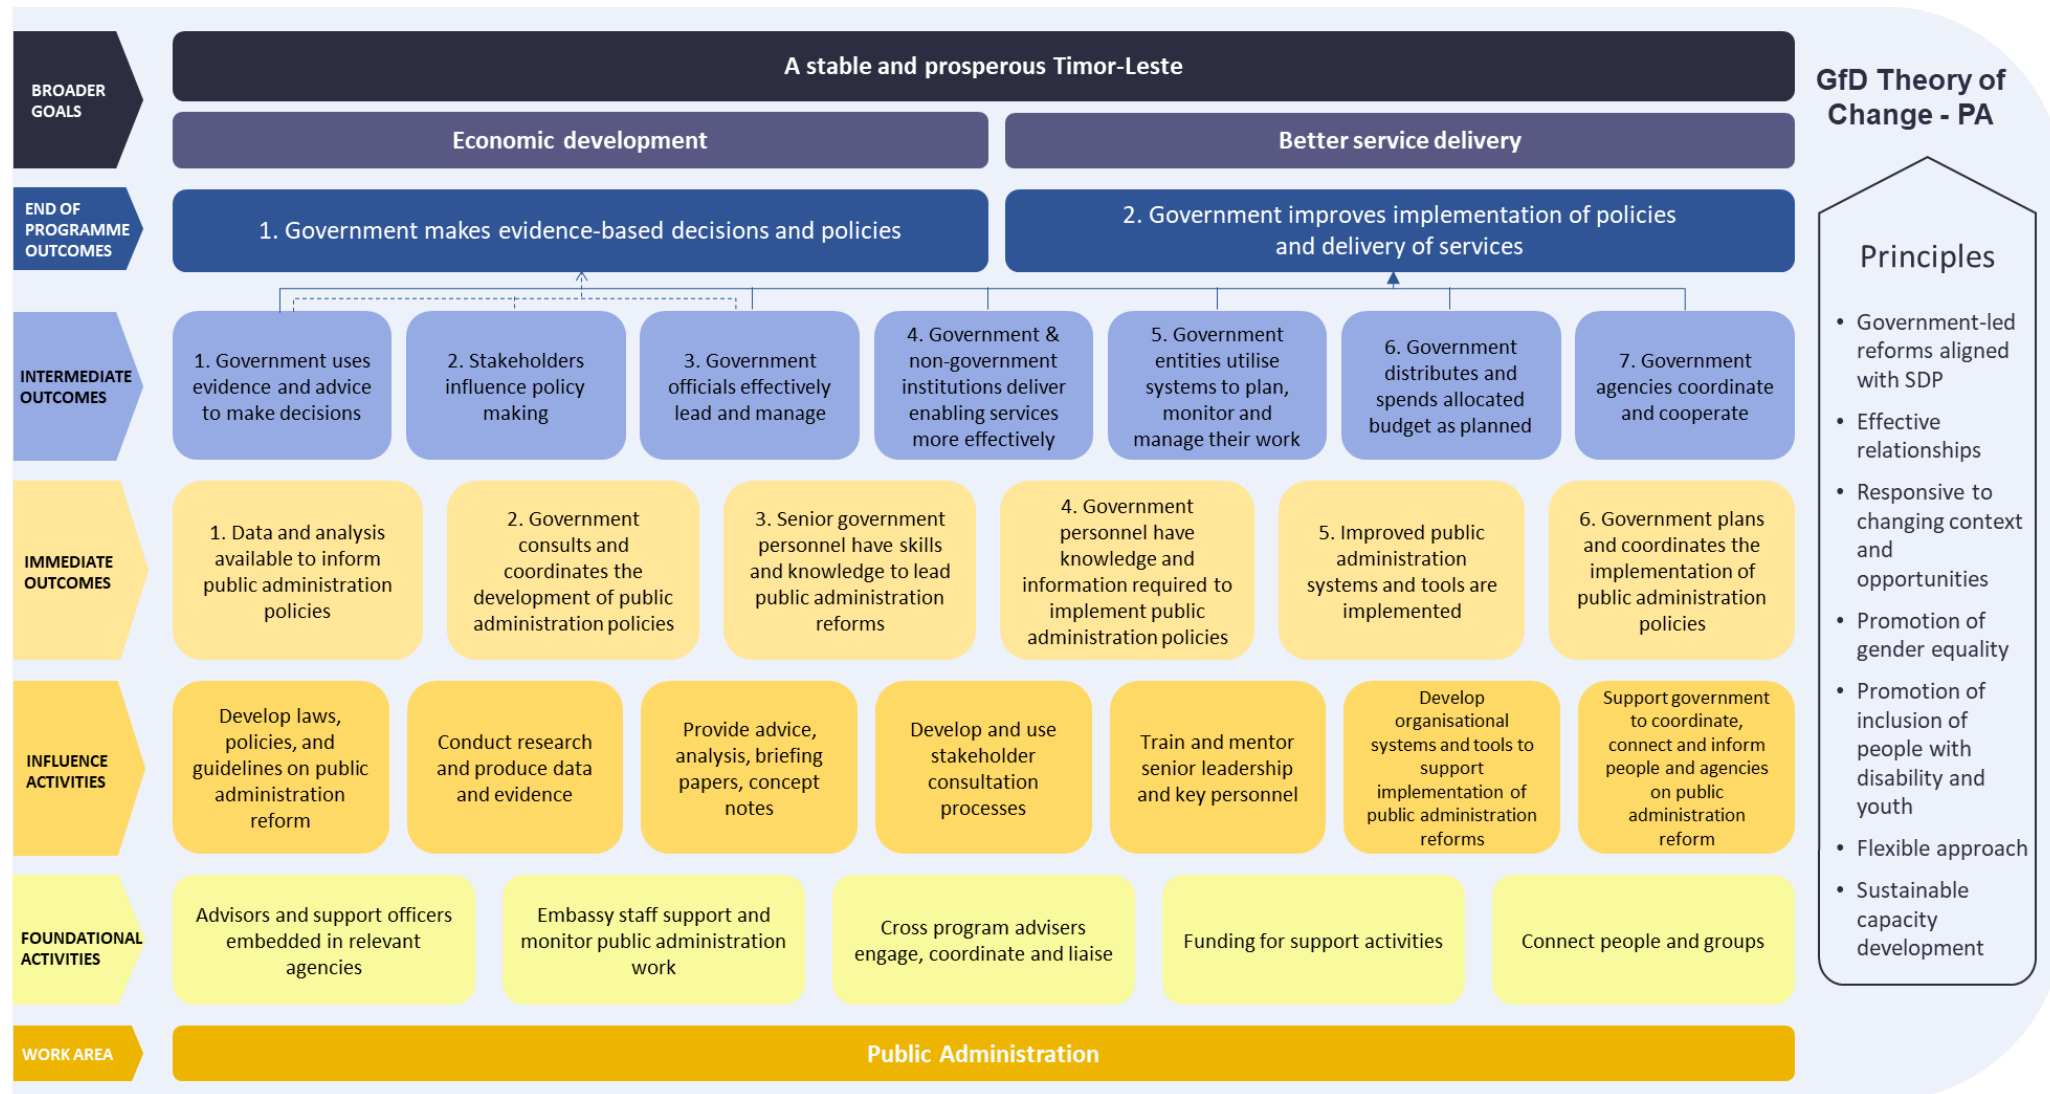 BROADER
GOALS
A stable and prosperous Timor-Leste
Economic development
Better service delivery
END OF
PROGRAMME
OUTCOMES
1. Government makes evidence-based decisions and policies
2. Government improves implementation of policies
and delivery of services
INTERMEDIATE
OUTCOMES
1. Government uses
evidence and advice
to make decisions
2. Stakeholders
influence policy
making
3. Government
officials effectively
lead and manage
4. Government &
non-government
institutions deliver
enabling services
more effectively
5. Government
entities utilise
systems to plan,
monitor and
manage their work
6. Government
distributes and
spends allocated
budget as planned
7. Government
agencies coordinate
and cooperate
IMMEDIATE
OUTCOMES
1. Data and analysis
available to inform
public administration
policies
2. Government
consults and
coordinates the
development of public
administration policies
3. Senior government
personnel have skills
and knowledge to lead
public administration
reforms
4. Government
personnel have
knowledge and
information required to
implement public
administration policies
5. Improved public
administration
systems and tools are
implemented
6. Government plans
and coordinates the
implementation of
public administration
policies
INFLUENCE
ACTIVITIES
Develop laws,
policies, and
guidelines on public
administration
reform
Conduct research
and produce data
and evidence
Provide advice,
analysis, briefing
papers, concept
notes
Develop and use
stakeholder
consultation
processes
Train and mentor
senior leadership
and key personnel
Develop
organisational
systems and tools to
support
implementation of
public administration
reforms
Support government
to coordinate,
connect and inform
people and agencies
on public
administration
reform
FOUNDATIONAL
ACTIVITIES
Advisors and support officers
embedded in relevant
agencies
Embassy staff support and
monitor public administration
work
Cross program advisers
engage, coordinate and liaise
Funding for support activities
Connect people and groups
WORK AREA
Public Administration
GfD Theory of
Change - PA
Principles
• Government-led
reforms aligned
with SDP
• Effective
relationships
• Responsive to
changing context
and
opportunities
• Promotion of
gender equality
• Promotion of
inclusion of
people with
disability and
youth
• Flexible approach
• Sustainable
capacity
development